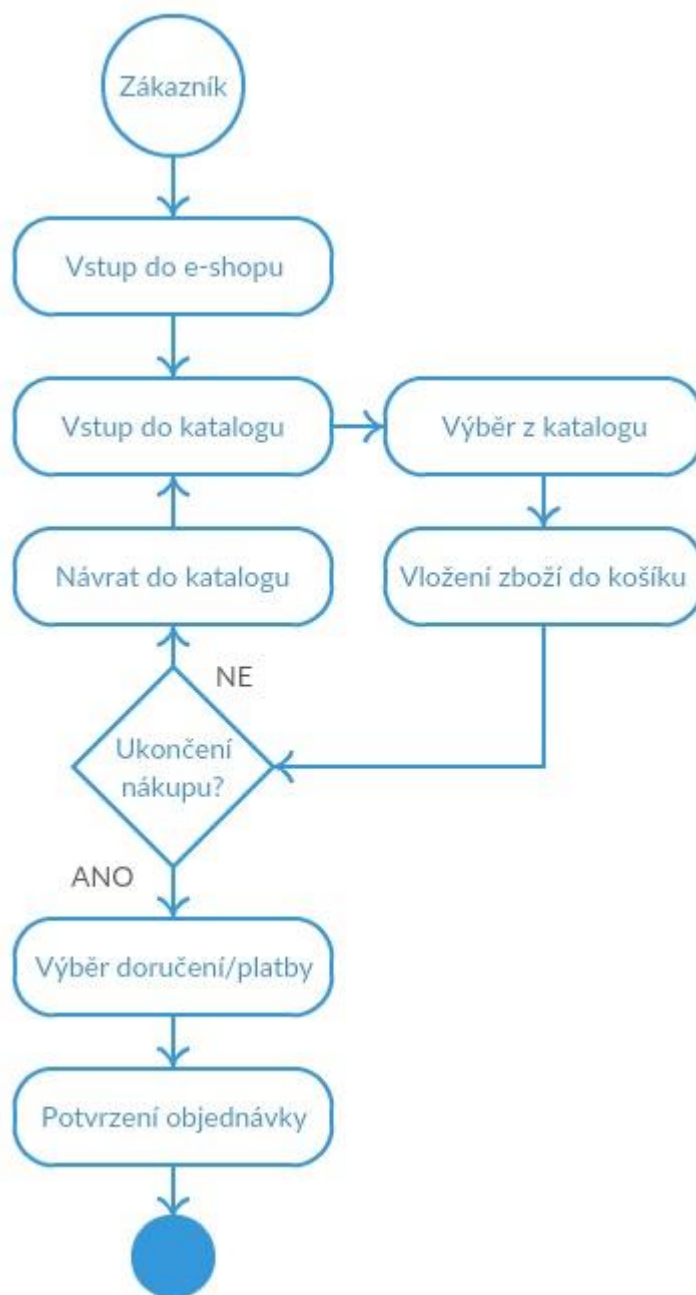 Zákazník
Vstup do e-shopu
Vstup do katalogu
Výběr z katalogu
Návrat do katalogu
Vložení zboží do košíku
NE
Ukončení
nákupu?
ANO
Výběr doručení/platby
Potvrzení objednávky